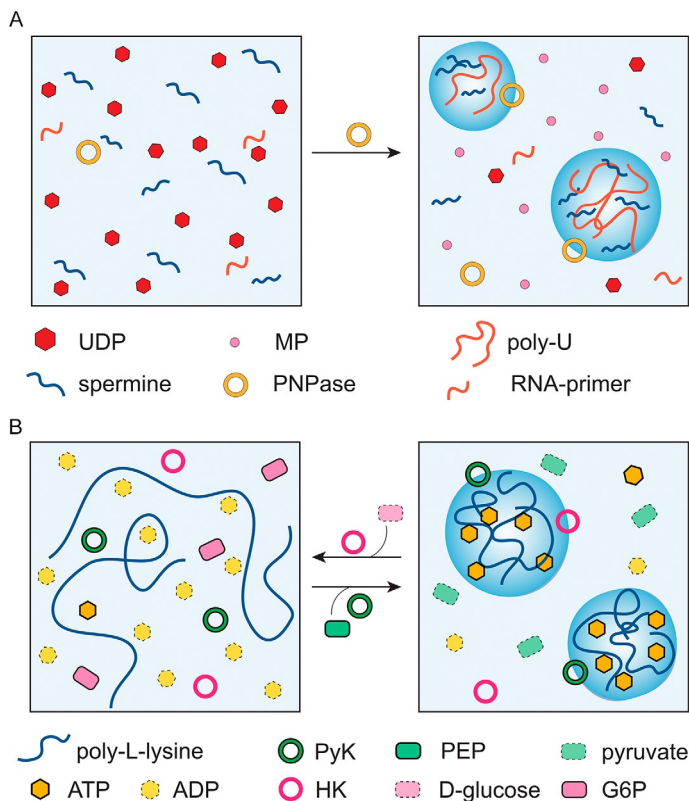 A
UDP MP poly-U
spermine PNPase RNA-primer
B
poly-L-lysine PyK PEP pyruvate
ATP ADP HK D-glucose G6P